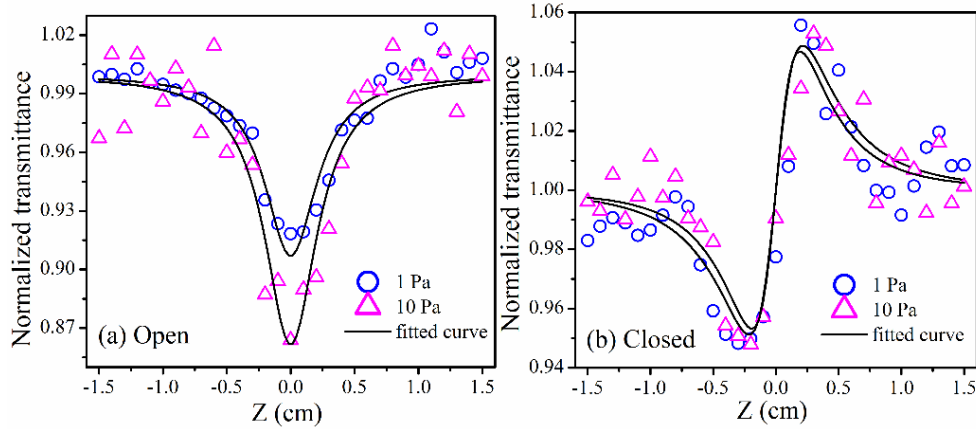 Normalized transmittance
1.02
0.99
0.96
0.93
0.90
0.87
1 Pa
10 Pa
fitted curve
(a) Open
-1.5 -1.0 -0.5 0.0 0.5 1.0 1.5
Z (cm)
Normalized transmittance
1.06
1.04
1.02
1.00
0.98
0.96
0.94
1 Pa
10 Pa
fitted curve
(b) Closed
-1.5 -1.0 -0.5 0.0 0.5 1.0 1.5
Z (cm)